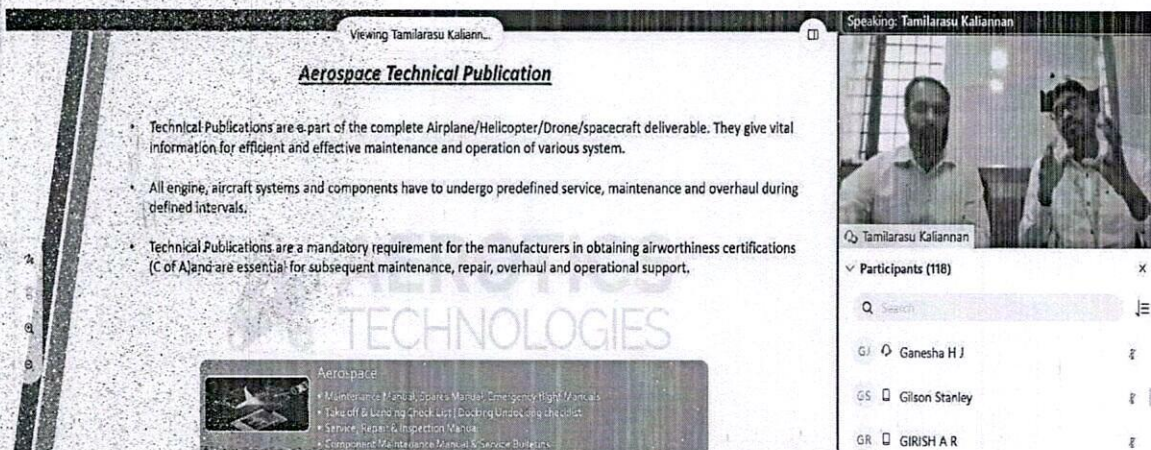 Viewing Tamilarasu Kaliann...
Speaking: Tamilarasu Kaliannan
Aerospace Technical Publication
• Technical Publications are a part of the complete Airplane/Helicopter/Drone/spacecraft deliverable. They give vital
information for efficient and effective maintenance and operation of various system.
• All engine, aircraft systems and components have to undergo predefined service, maintenance and overhaul during
defined intervals.
• Technical Publications are a mandatory requirement for the manufacturers in obtaining airworthiness certifications
(C of A)and are essential for subsequent maintenance, repair, overhaul and operational support.
AEROTICS
TECHNOLOGIES
Aerospace
• Maintenance Manual, Spares Manual, Emergency flight Manuals
• Take off & Landing Check List | Docking Undocking checklist
• Service, Repair & Inspection Manual
• Component Maintenance Manual & Service Bulletins
Tamilarasu Kaliannan
Participants (118)
Search
GJ Ganesha H J
GS Gilson Stanley
GR GIRISH A R